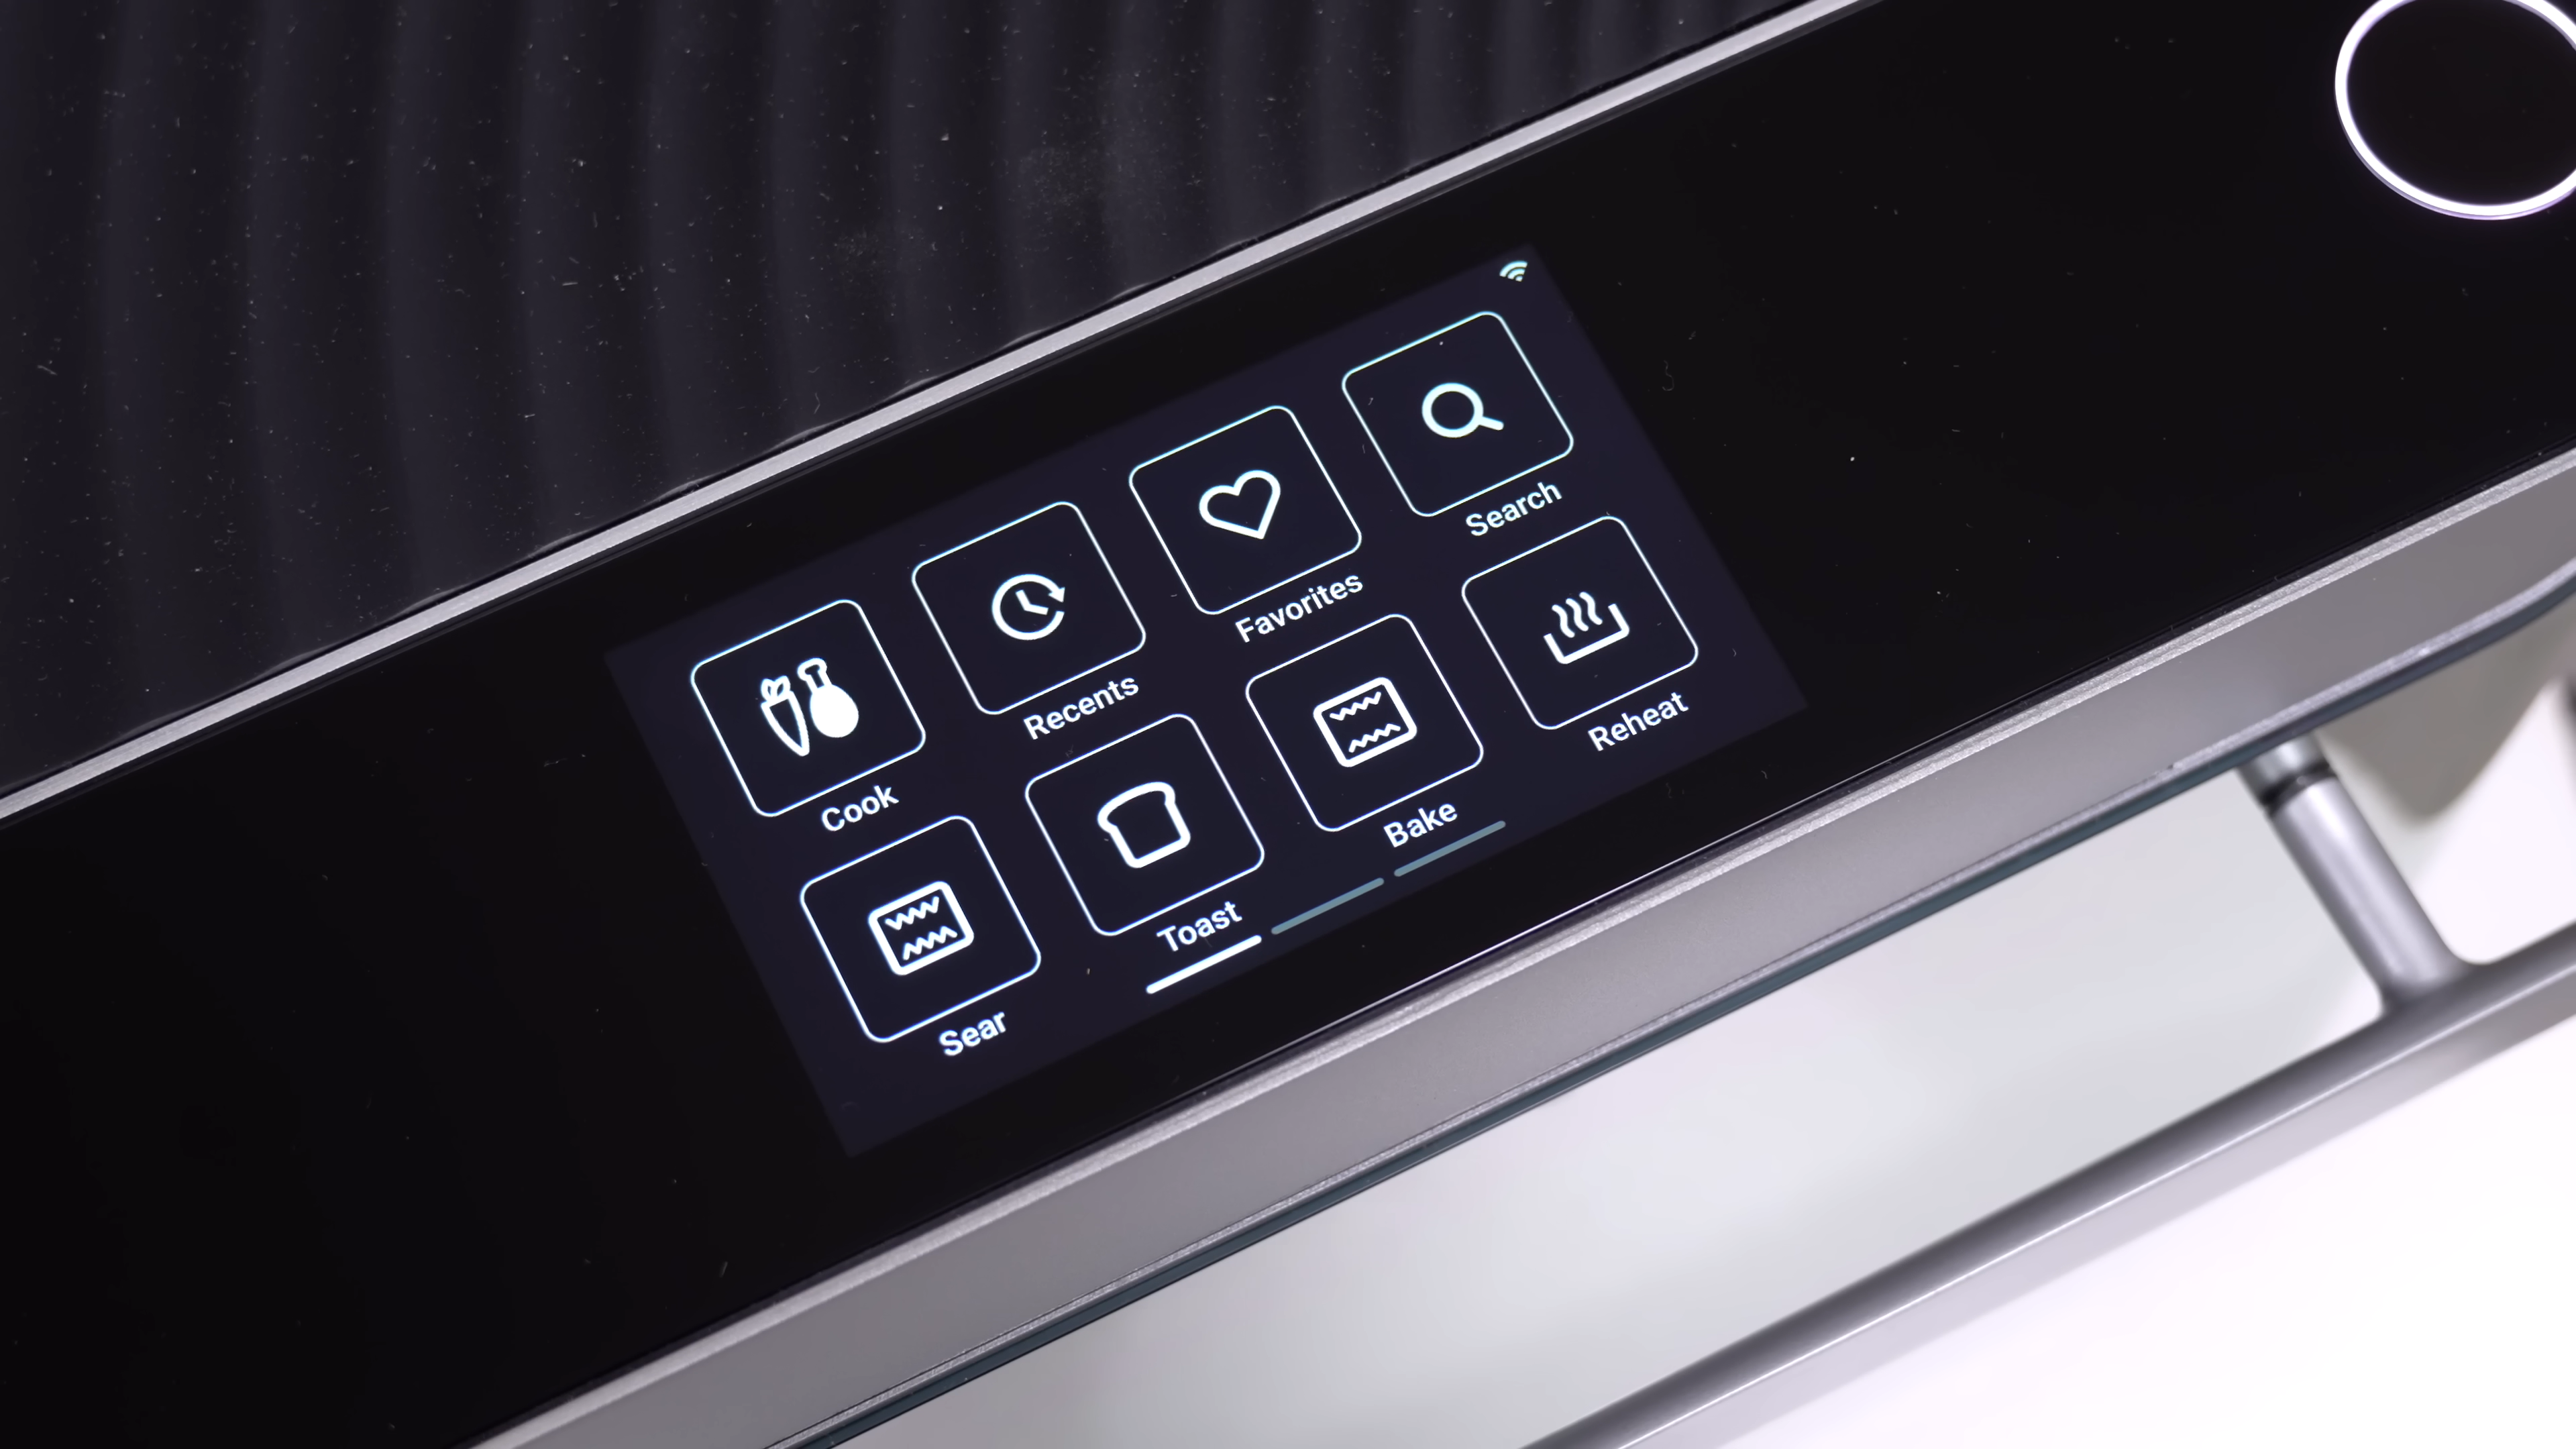 Cook
Recents
Favorites
Search
Sear
Toast
Bake
Reheat